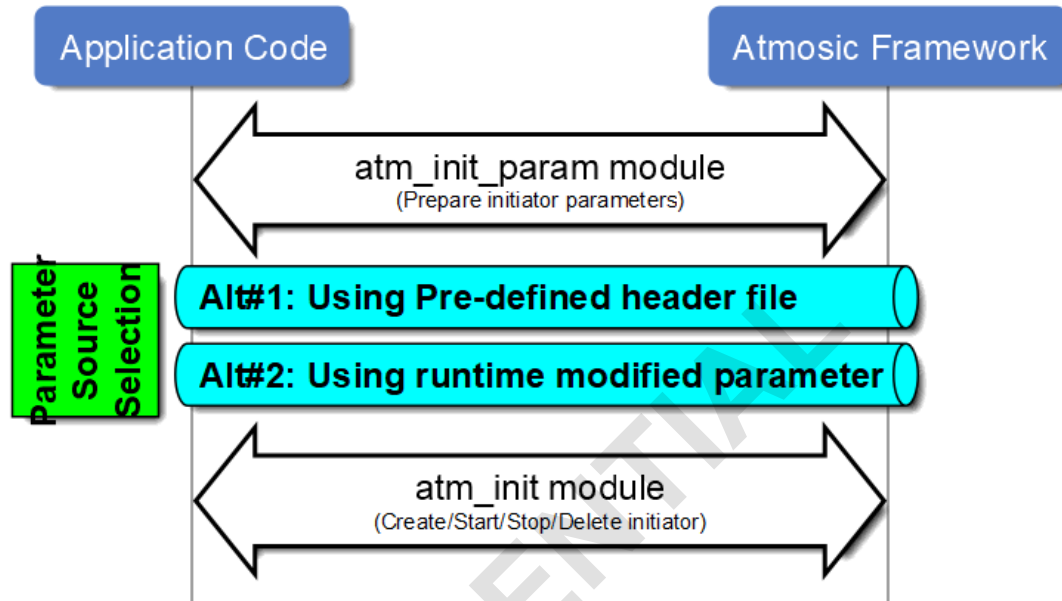 Application Code
Atmosic Framework
atm_init_param module
(Prepare initiator parameters)
Parameter
Source
Selection
Alt#1: Using Pre-defined header file
Alt#2: Using runtime modified parameter
atm_init module
(Create/Start/Stop/Delete initiator)
ENTIAL